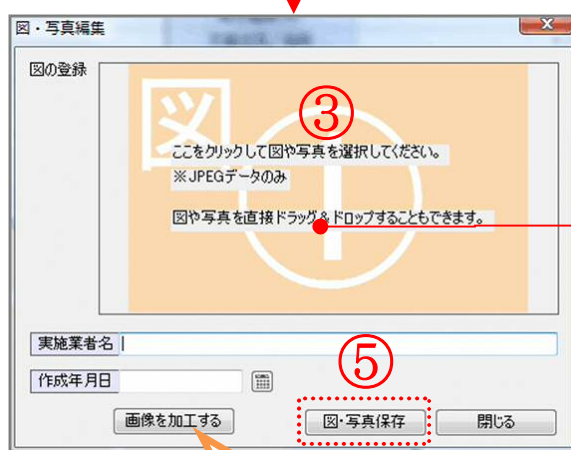 図・写真編集
図の登録
図
③
ここをクリックして図や写真を選択してください。
※JPEGデータのみ
図や写真を直接ドラッグ&ドロップすることもできます。
実施業者名
⑤
作成年月日
画像を加工する
図・写真保存
閉じる